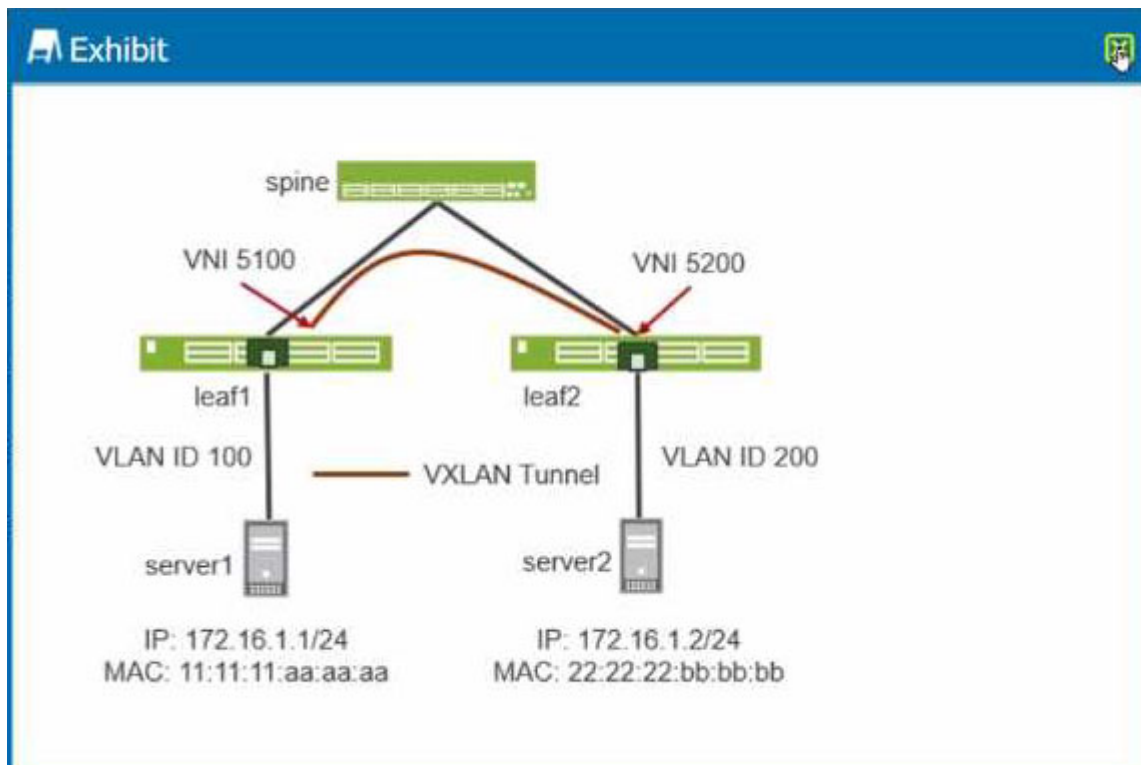 Exhibit
spine
VNI 5100
VNI 5200
leaf1
leaf2
VLAN ID 100
VXLAN Tunnel
VLAN ID 200
server1
server2
IP: 172.16.1.1/24
MAC: 11:11:11:aa:aa:aa
IP: 172.16.1.2/24
MAC: 22:22:22:bb:bb:bb